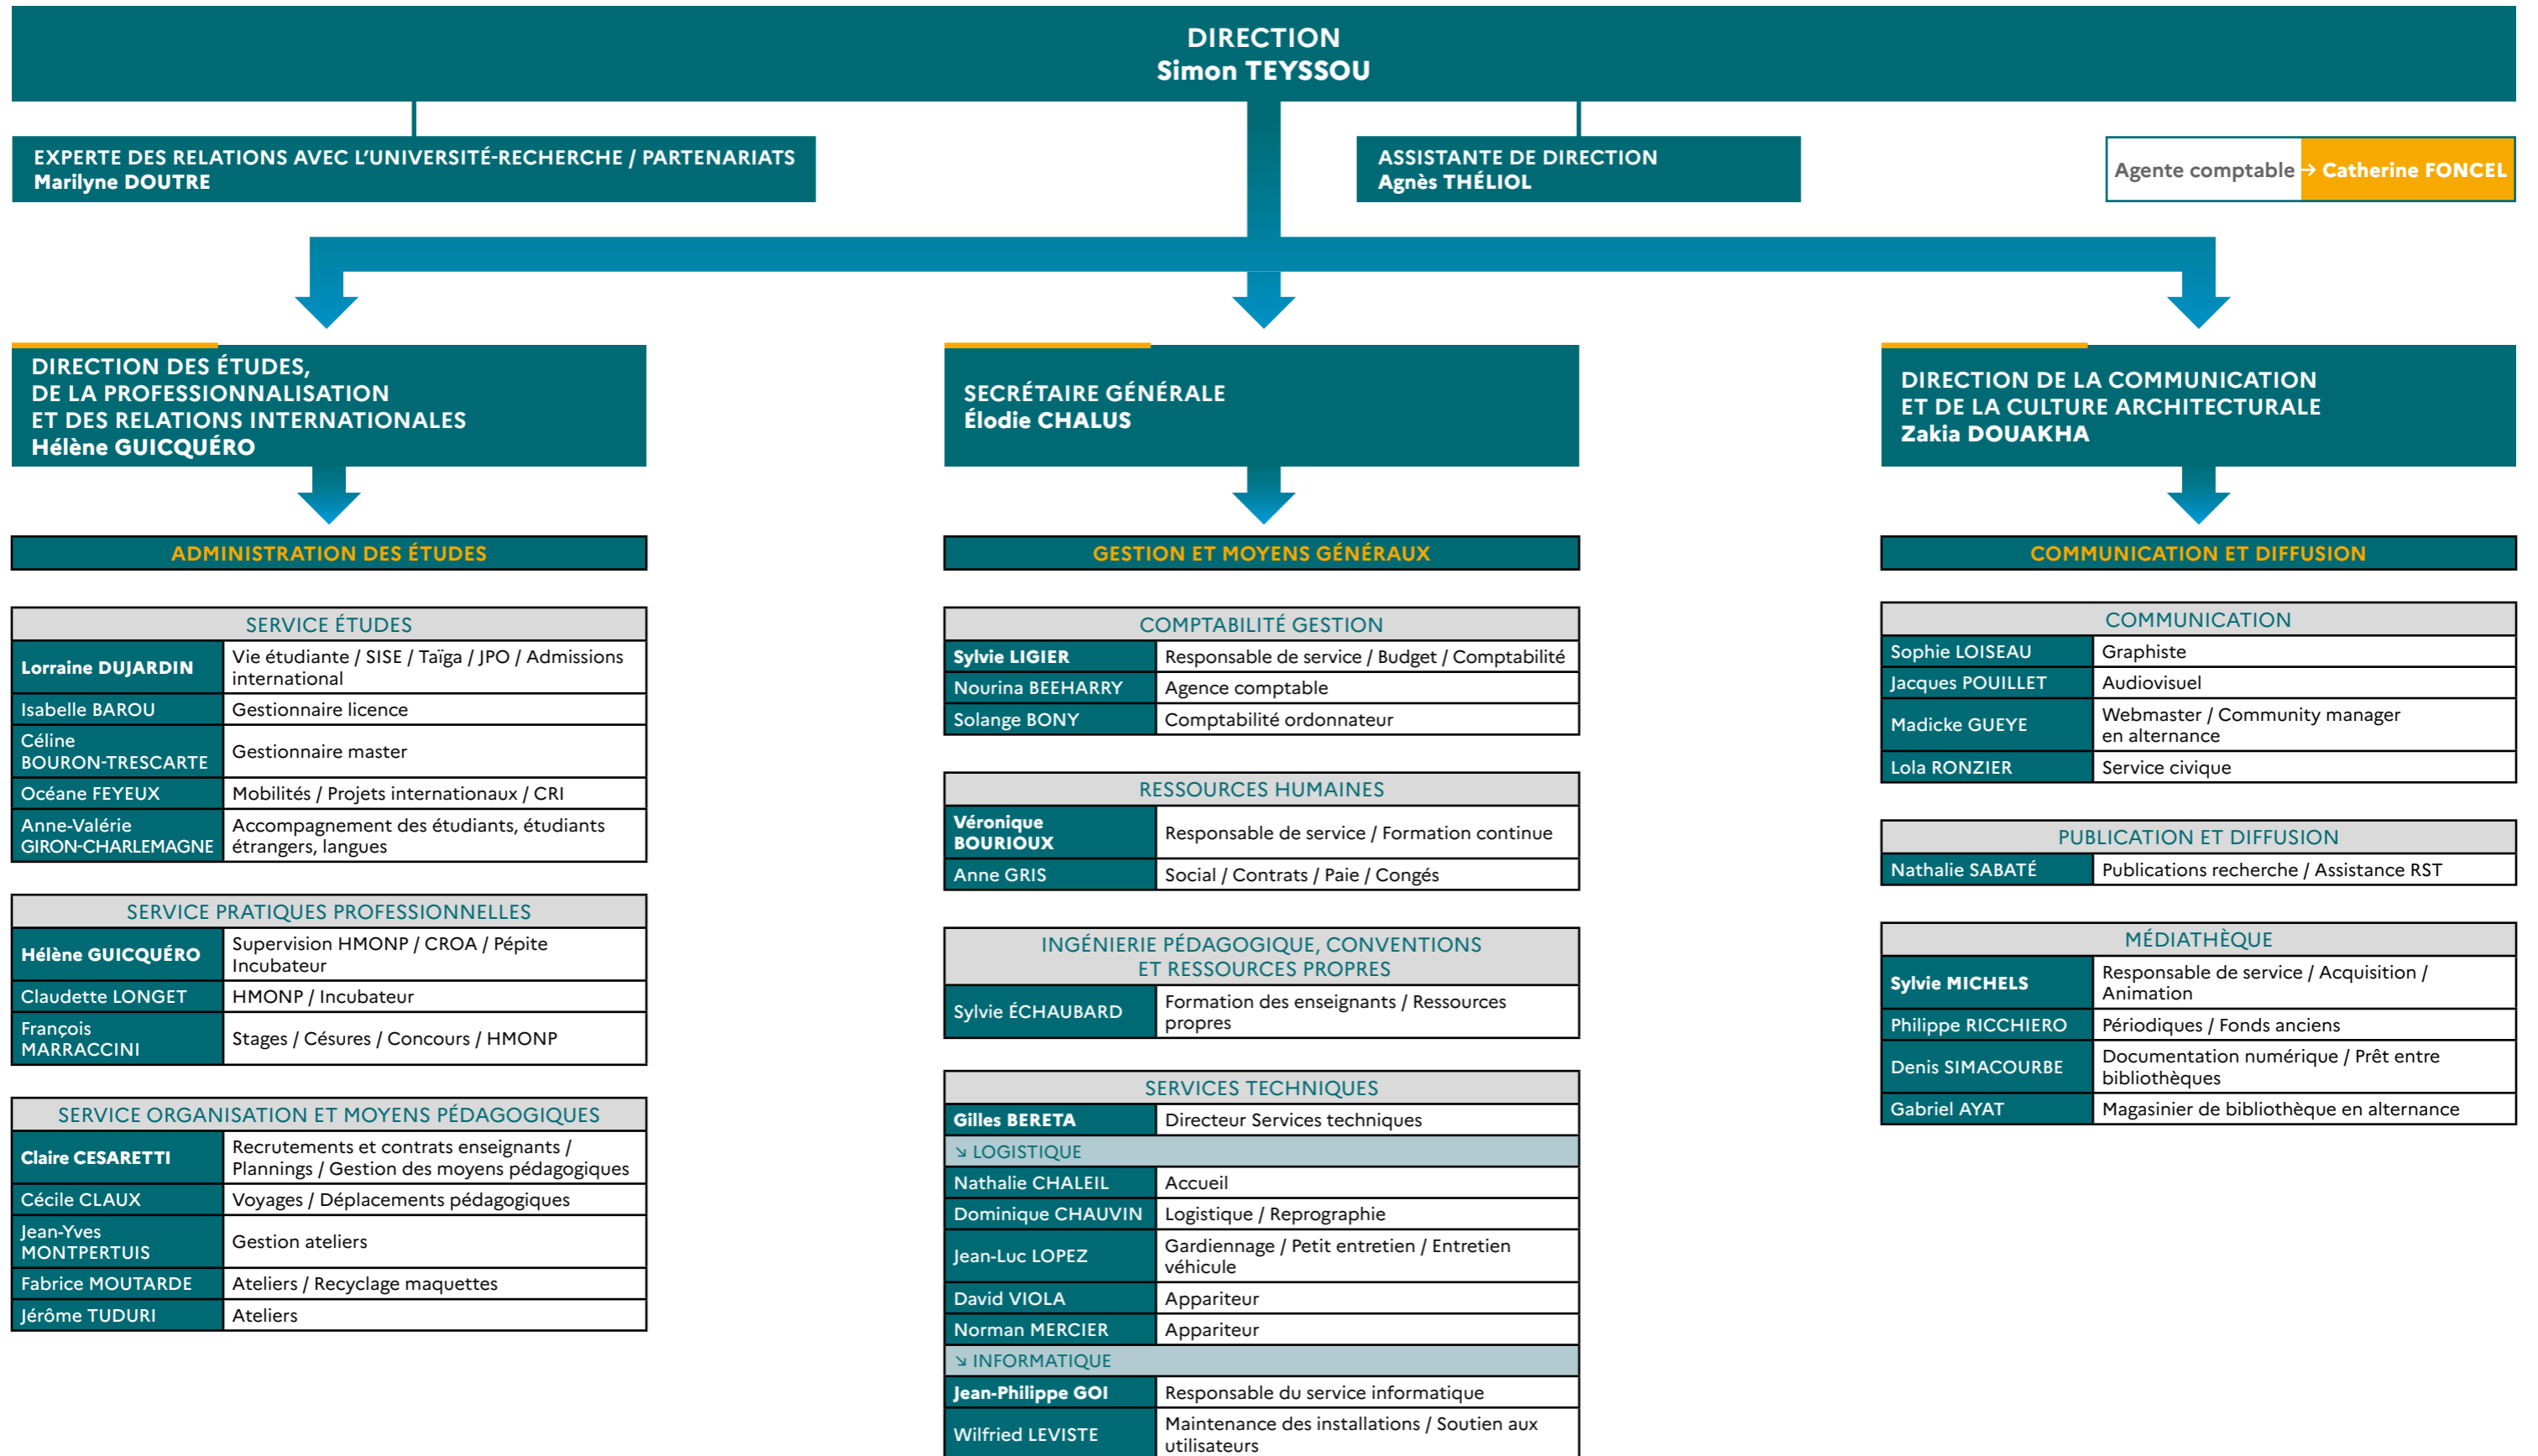 DIRECTION
Simon TEYSSOU
EXPERTE DES RELATIONS AVEC L'UNIVERSITÉ-RECHERCHE / PARTENARIATS
Marilyne DOUTRE
ASSISTANTE DE DIRECTION
Agnès THÉLIOL
Agente comptable → Catherine FONCEL
DIRECTION DES ÉTUDES,
DE LA PROFESSIONNALISATION
ET DES RELATIONS INTERNATIONALES
Hélène GUICQUÉRO
ADMINISTRATION DES ÉTUDES
SERVICE ÉTUDES
Lorraine DUJARDIN
Vie étudiante / SISE / Taïga / JPO / Admissions
international
Isabelle BAROU
Gestionnaire licence
Céline
BOURON-TRESCARTE
Gestionnaire master
Océane FEYEUX
Mobilités / Projets internationaux / CRI
Anne-Valérie
GIRON-CHARLEMAGNE
Accompagnement des étudiants, étudiants
étrangers, langues
SERVICE PRATIQUES PROFESSIONNELLES
Hélène GUICQUÉRO
Supervision HMONP / CROA / Pépite
Incubateur
Claudette LONGET
HMONP / Incubateur
François
MARRACCINI
Stages / Césures / Concours / HMONP
SERVICE ORGANISATION ET MOYENS PÉDAGOGIQUES
Claire CESARETTI
Recrutements et contrats enseignants /
Plannings / Gestion des moyens pédagogiques
Cécile CLAUX
Voyages / Déplacements pédagogiques
Jean-Yves
MONTPERTUIS
Gestion ateliers
Fabrice MOUTARDE
Ateliers / Recyclage maquettes
Jérôme TUDURI
Ateliers
SECRÉTAIRE GÉNÉRALE
Élodie CHALUS
GESTION ET MOYENS GÉNÉRAUX
COMPTABILITÉ GESTION
Sylvie LIGIER
Responsable de service / Budget / Comptabilité
Nourina BEEHARRY
Agence comptable
Solange BONY
Comptabilité ordonnateur
RESSOURCES HUMAINES
Véronique
BOURIOUX
Responsable de service / Formation continue
Anne GRIS
Social / Contrats / Paie / Congés
INGÉNIERIE PÉDAGOGIQUE, CONVENTIONS
ET RESSOURCES PROPRES
Sylvie ÉCHAUBARD
Formation des enseignants / Ressources
propres
SERVICES TECHNIQUES
Gilles BERETA
Directeur Services techniques
↘ LOGISTIQUE
Nathalie CHALEIL
Accueil
Dominique CHAUVIN
Logistique / Reprographie
Jean-Luc LOPEZ
Gardiennage / Petit entretien / Entretien
véhicule
David VIOLA
Appariteur
Norman MERCIER
Appariteur
↘ INFORMATIQUE
Jean-Philippe GOI
Responsable du service informatique
Wilfried LEVISTE
Maintenance des installations / Soutien aux
utilisateurs
DIRECTION DE LA COMMUNICATION
ET DE LA CULTURE ARCHITECTURALE
Zakia DOUAKHA
COMMUNICATION ET DIFFUSION
COMMUNICATION
Sophie LOISEAU
Graphiste
Jacques POUILLET
Audiovisuel
Madicke GUEYE
Webmaster / Community manager
en alternance
Lola RONZIER
Service civique
PUBLICATION ET DIFFUSION
Nathalie SABATÉ
Publications recherche / Assistance RST
MÉDIATHÈQUE
Sylvie MICHELS
Responsable de service / Acquisition /
Animation
Philippe RICCHIERO
Périodiques / Fonds anciens
Denis SIMACOURBE
Documentation numérique / Prêt entre
bibliothèques
Gabriel AYAT
Magasinier de bibliothèque en alternance